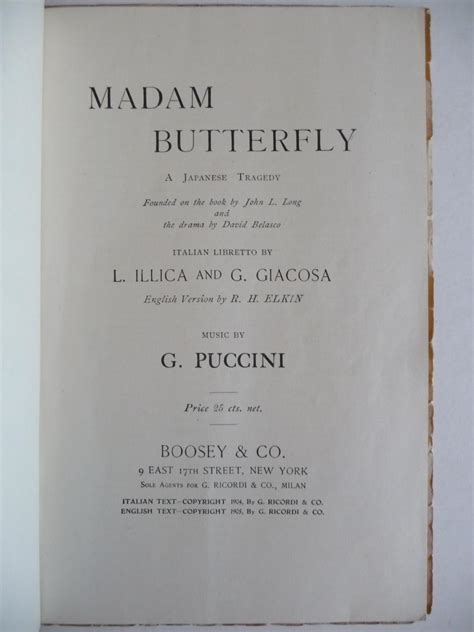 MADAM
BUTTERFLY
A JAPANESE TRAGEDY
Founded on the book by John L. Long
and
the drama by David Belasco
ITALIAN LIBRETTO BY
L. ILLICA AND G. GIACOSA
English Version by R. H. ELKIN
MUSIC BY
G. PUCCINI
Price 25 cts. net.
BOOSEY & CO.
9 EAST 17TH STREET, NEW YORK
SOLE AGENTS FOR G. RICORDI & CO., MILAN
ITALIAN TEXT—COPYRIGHT 1904, BY G. RICORDI & CO.
ENGLISH TEXT—COPYRIGHT 1905, BY G. RICORDI & CO.